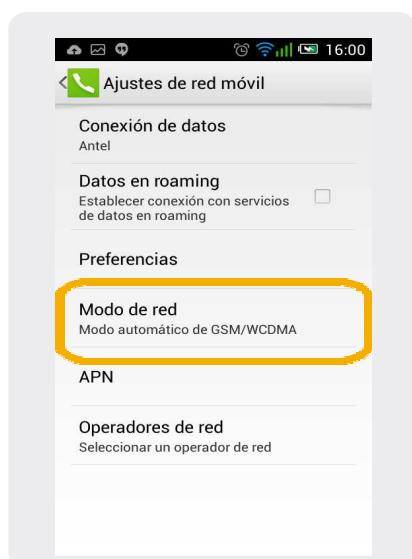 16:00
Ajustes de red móvil
Conexión de datos
Antel
Datos en roaming
Establecer conexión con servicios
de datos en roaming
Preferencias
Modo de red
Modo automático de GSM/WCDMA
APN
Operadores de red
Seleccionar un operador de red